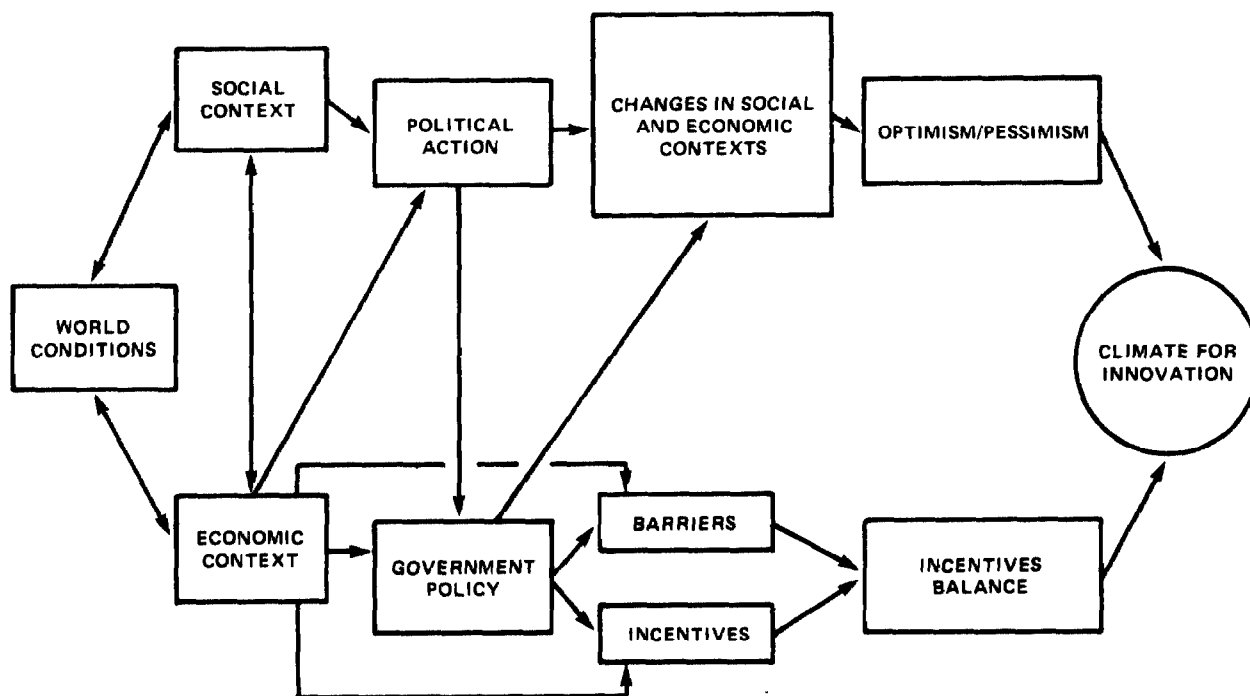 SOCIAL
CONTEXT
POLITICAL
ACTION
CHANGES IN SOCIAL
AND ECONOMIC
CONTEXTS
OPTIMISM/PESSIMISM
WORLD
CONDITIONS
CLIMATE FOR
INNOVATION
ECONOMIC
CONTEXT
GOVERNMENT
POLICY
BARRIERS
INCENTIVES
INCENTIVES
BALANCE